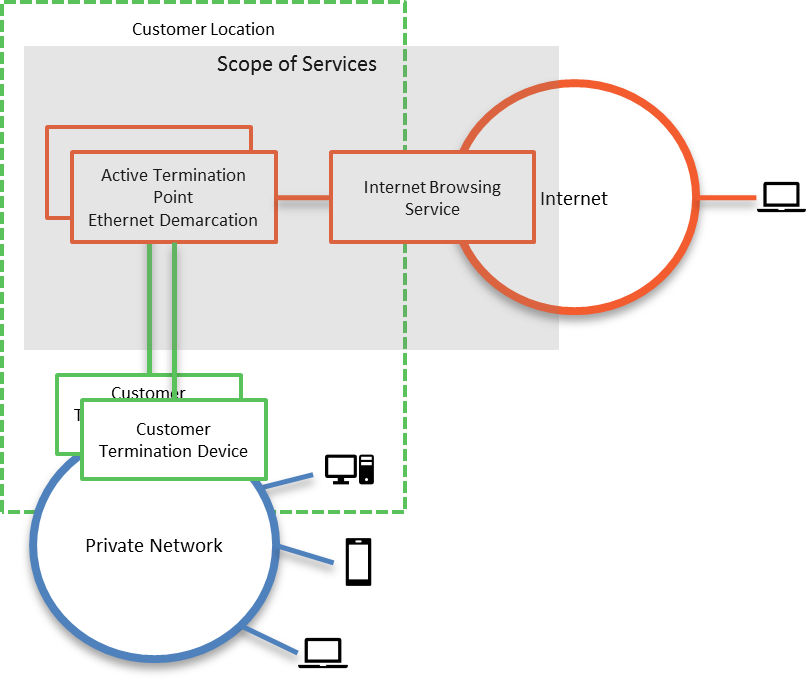 Customer Location
Scope of Services
Active Termination
Point
Ethernet Demarcation
Internet Browsing
Service
Internet
Customer
T
Customer
Termination Device
Private Network